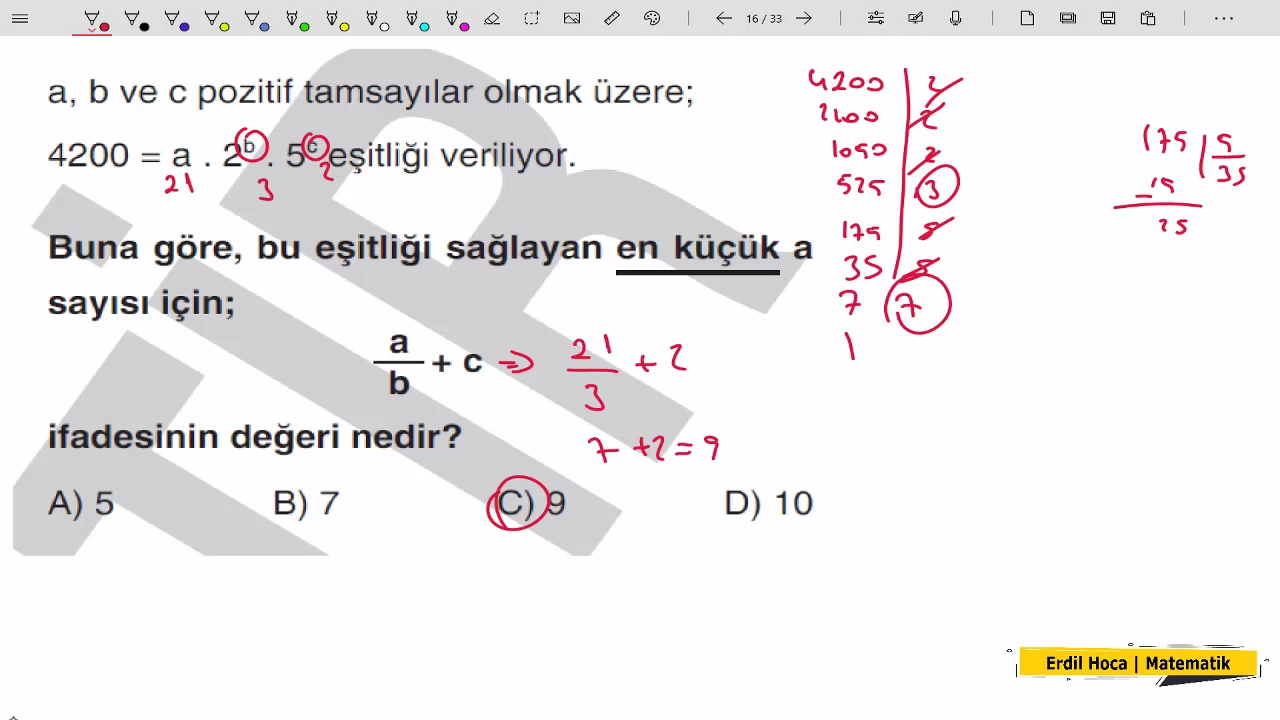 16 / 33
a, b ve c pozitif tamsayılar olmak üzere;
4200 = a . 2^b . 5^c eşitliği veriliyor.
21 3 2
Buna göre, bu eşitliği sağlayan en küçük a
sayısı için;
a/b + c ⇒ 21/3 + 2
7 + 2 = 9
ifadesinin değeri nedir?
A) 5 B) 7 C) 9 D) 10
4200 | 2
2100 | 2
1050 | 2
525 | 3
175 | 5
35 | 5
7 7
1
175 | 5
35
- 15
25
Erdil Hoca | Matematik